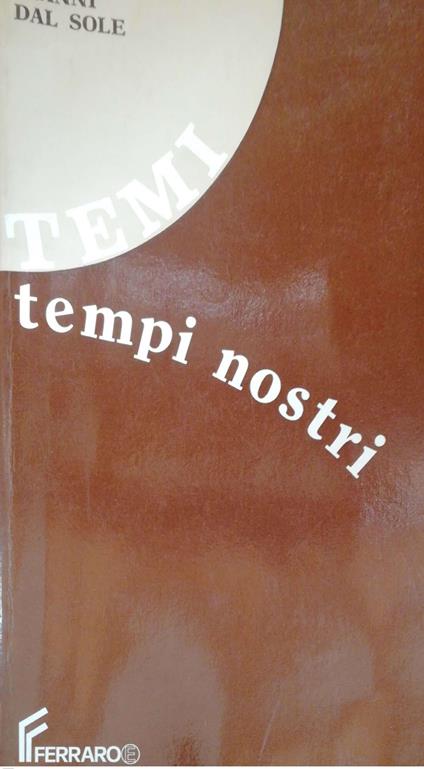 DAL SOLE
TEMI
tempi nostri
FERRARO E